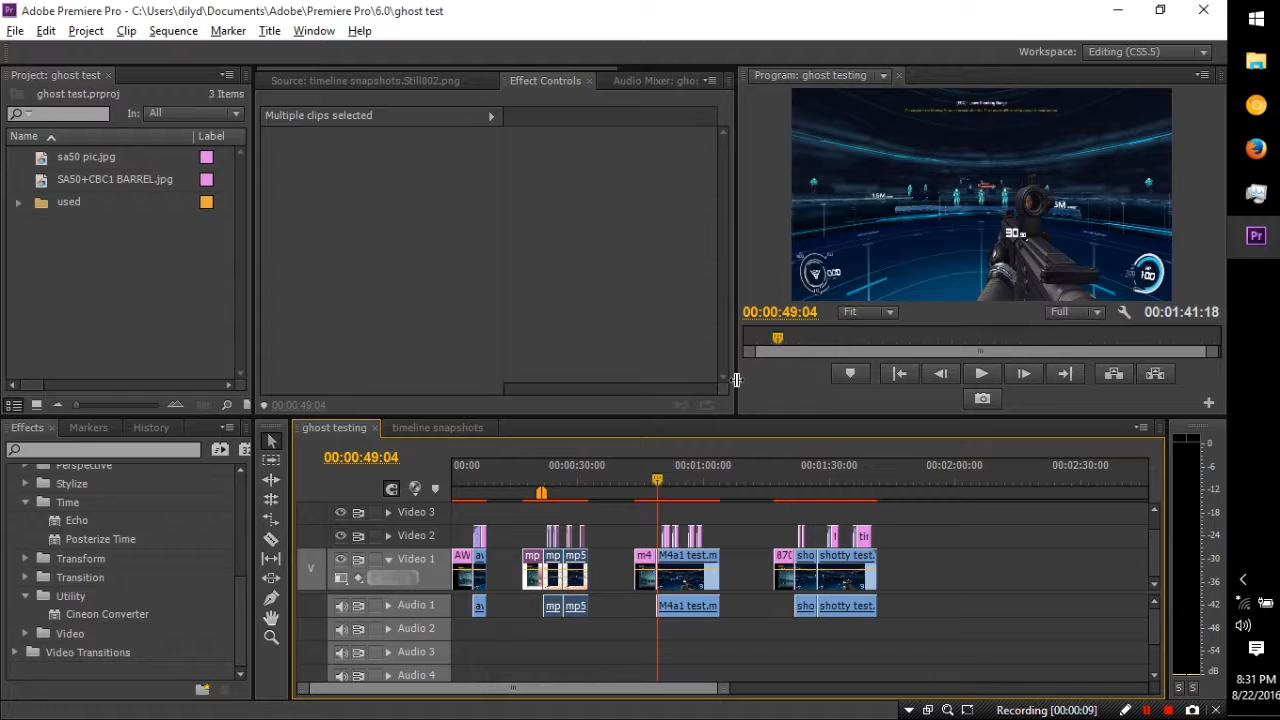 Adobe Premiere Pro - C:\Users\dilyd\Documents\Adobe\Premiere Pro\6.0\ghost test
File Edit Project Clip Sequence Marker Title Window Help
Workspace: Editing (CS5.5)
Project: ghost test
ghost test.prproj 3 Items
In: All
Name Label
sa50 pic.jpg
SA50+CBC1 BARREL.jpg
used
Source: timeline snapshots.Still002.png Effect Controls Audio Mixer: gho
Multiple clips selected
00:00:49:04
Program: ghost testing
15M
30
100
00:00:49:04 Fit Full 00:01:41:18
Effects Markers History
Perspective
Stylize
Time
Echo
Posterize Time
Transform
Transition
Utility
Cineon Converter
Video
Video Transitions
ghost testing timeline snapshots
00:00:49:04
00:00 00:00:30:00 00:01:00:00 00:01:30:00 00:02:00:00 00:02:30:00
Video 3
Video 2
tir
V Video 1
AW mp mp mp5 m4 M4a1 test.m 870 sho shotty test.
Audio 1
mp mp5 M4a1 test.m sho shotty test.
Audio 2
Audio 3
Audio 4
0
-6
-12
-18
-24
-30
-36
-42
-48
-54
dB
S S
Recording [00:00:09]
Pr
8:31 PM
8/22/2016